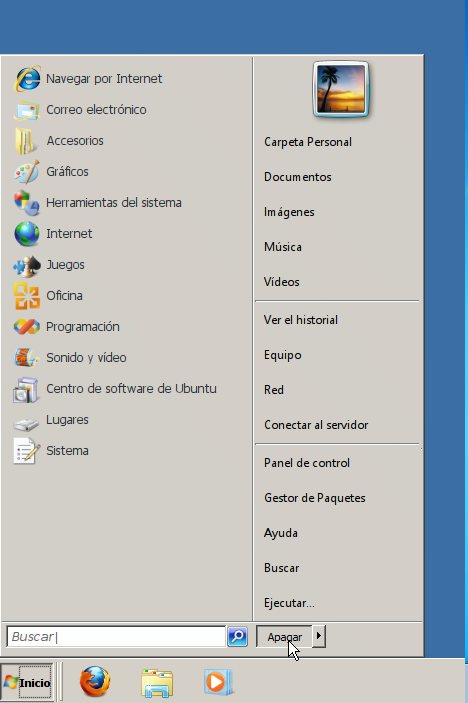 Navegar por Internet
Correo electrónico
Accesorios
Gráficos
Herramientas del sistema
Internet
Juegos
Oficina
Programación
Sonido y vídeo
Centro de software de Ubuntu
Lugares
Sistema
Carpeta Personal
Documentos
Imágenes
Música
Vídeos
Ver el historial
Equipo
Red
Conectar al servidor
Panel de control
Gestor de Paquetes
Ayuda
Buscar
Ejecutar...
Buscar
Apagar
Inicio